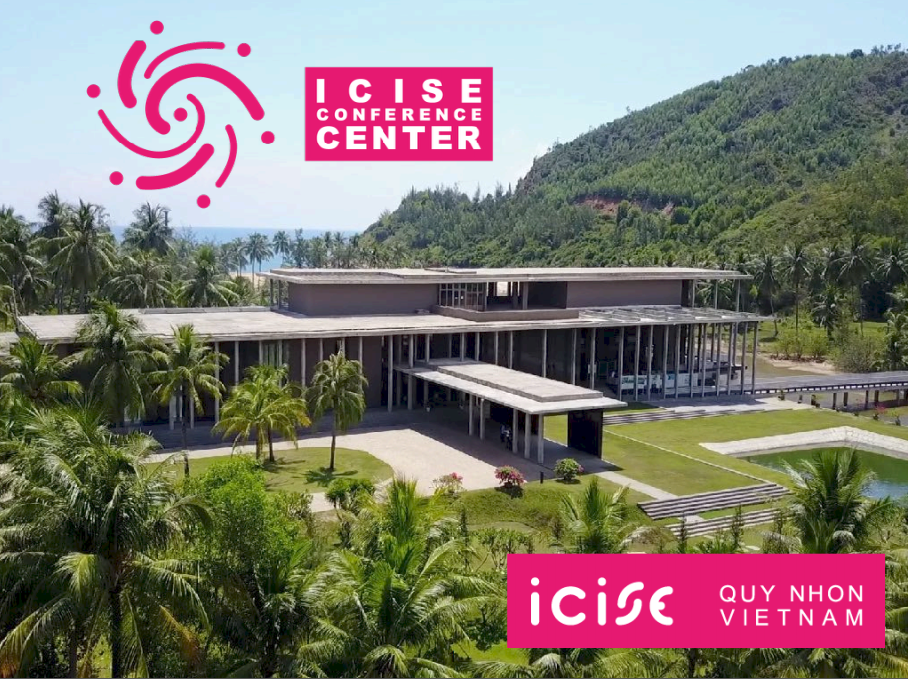 ICISE
CONFERENCE
CENTER
icise
QUY NHON
VIETNAM